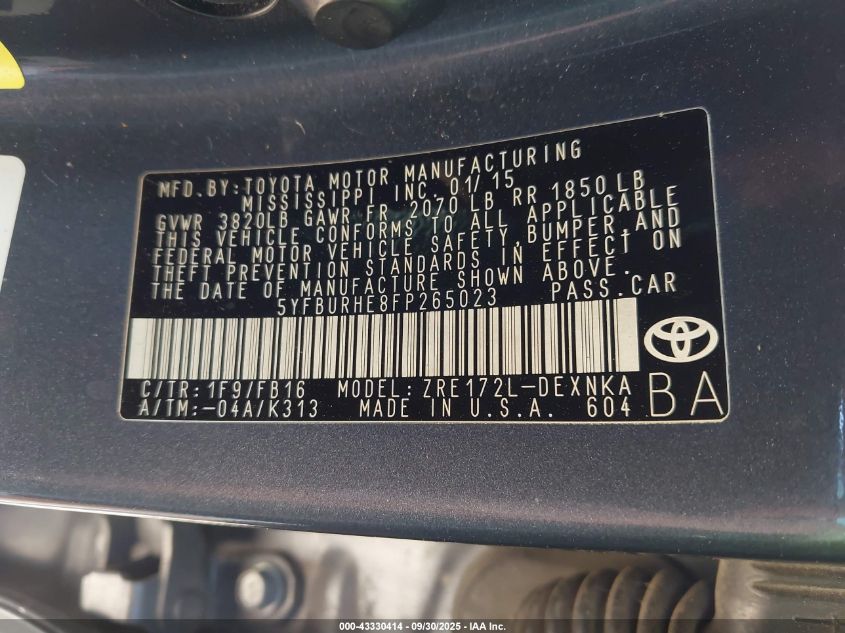 MFD. BY: TOYOTA MOTOR MANUFACTURING
MISSISSIPPI INC. 01/15
GVWR 3820LB GAWR FR 2070 LB RR 1850 LB
THIS VEHICLE CONFORMS TO ALL APPLICABLE
FEDERAL MOTOR VEHICLE SAFETY, BUMPER, AND
THEFT PREVENTION STANDARDS IN EFFECT ON
THE DATE OF MANUFACTURE SHOWN ABOVE.
5YFBURHE8FP265023 PASS. CAR
C/TR: 1F9/FB16 MODEL: ZRE172L-DEXNKA
A/TM: -04A/K313 MADE IN U.S.A. 604
BA
000-43330414 - 09/30/2025 - IAA Inc.